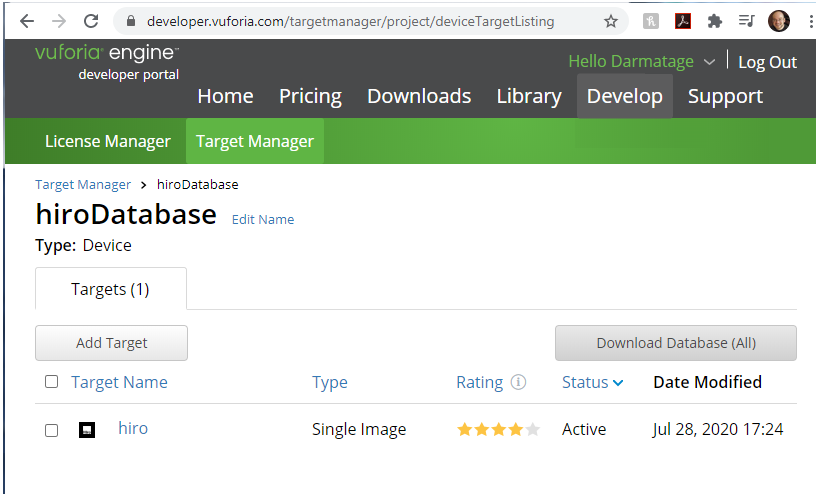 developer.vuforia.com/targetmanager/project/deviceTargetListing
vuforia® engine™
developer portal
Hello Darmatage
Log Out
Home Pricing Downloads Library Develop Support
License Manager Target Manager
Target Manager > hiroDatabase
hiroDatabase Edit Name
Type: Device
Targets (1)
Add Target Download Database (All)
Target Name Type Rating Status Date Modified
hiro Single Image Active Jul 28, 2020 17:24